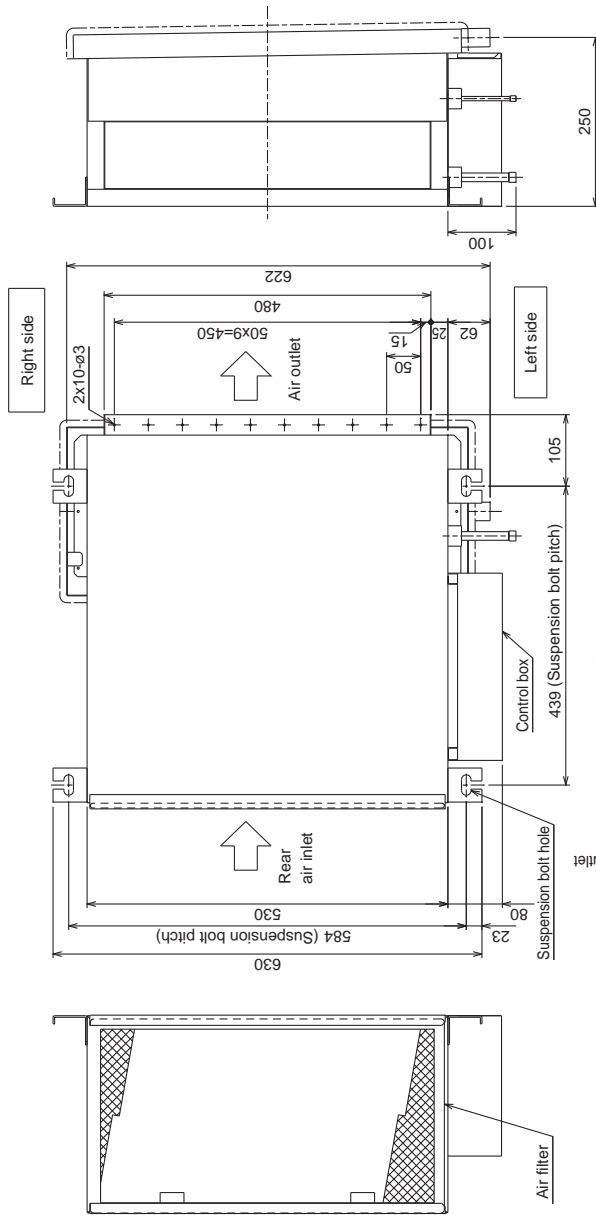 250
100
Right side
622
480
50x9=450
2x10-ø3
15
25
62
50
Air outlet
Left side
105
439 (Suspension bolt pitch)
Control box
Rear
air inlet
Suspension bolt hole
530
584 (Suspension bolt pitch)
630
80
23
utlet
Air filter